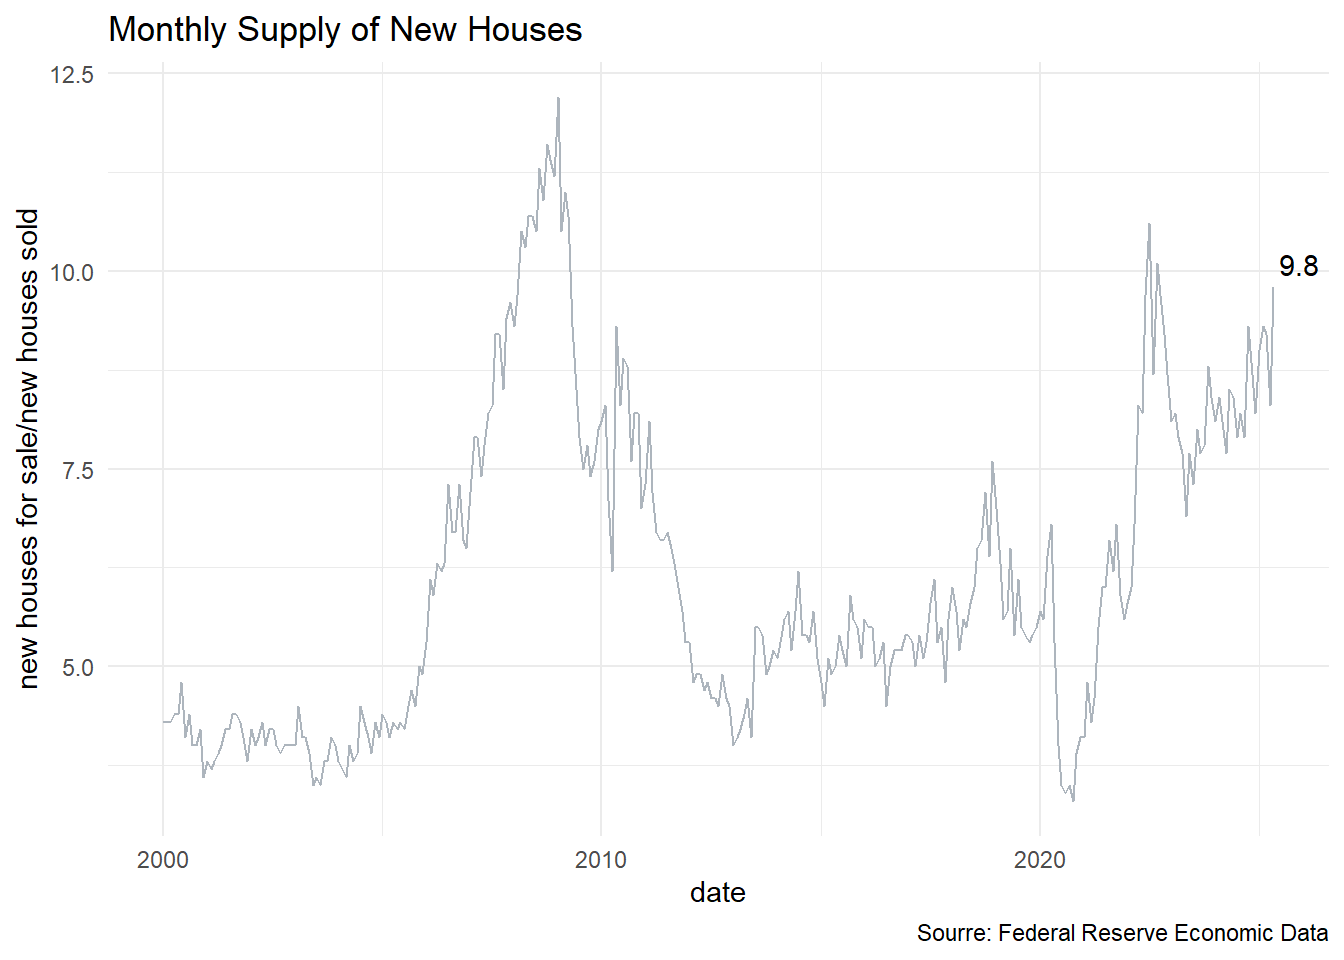 Monthly Supply of New Houses
12.5
10.0
7.5
5.0
new houses for sale/new houses sold
9.8
2000
2010
2020
date
Sourre: Federal Reserve Economic Data